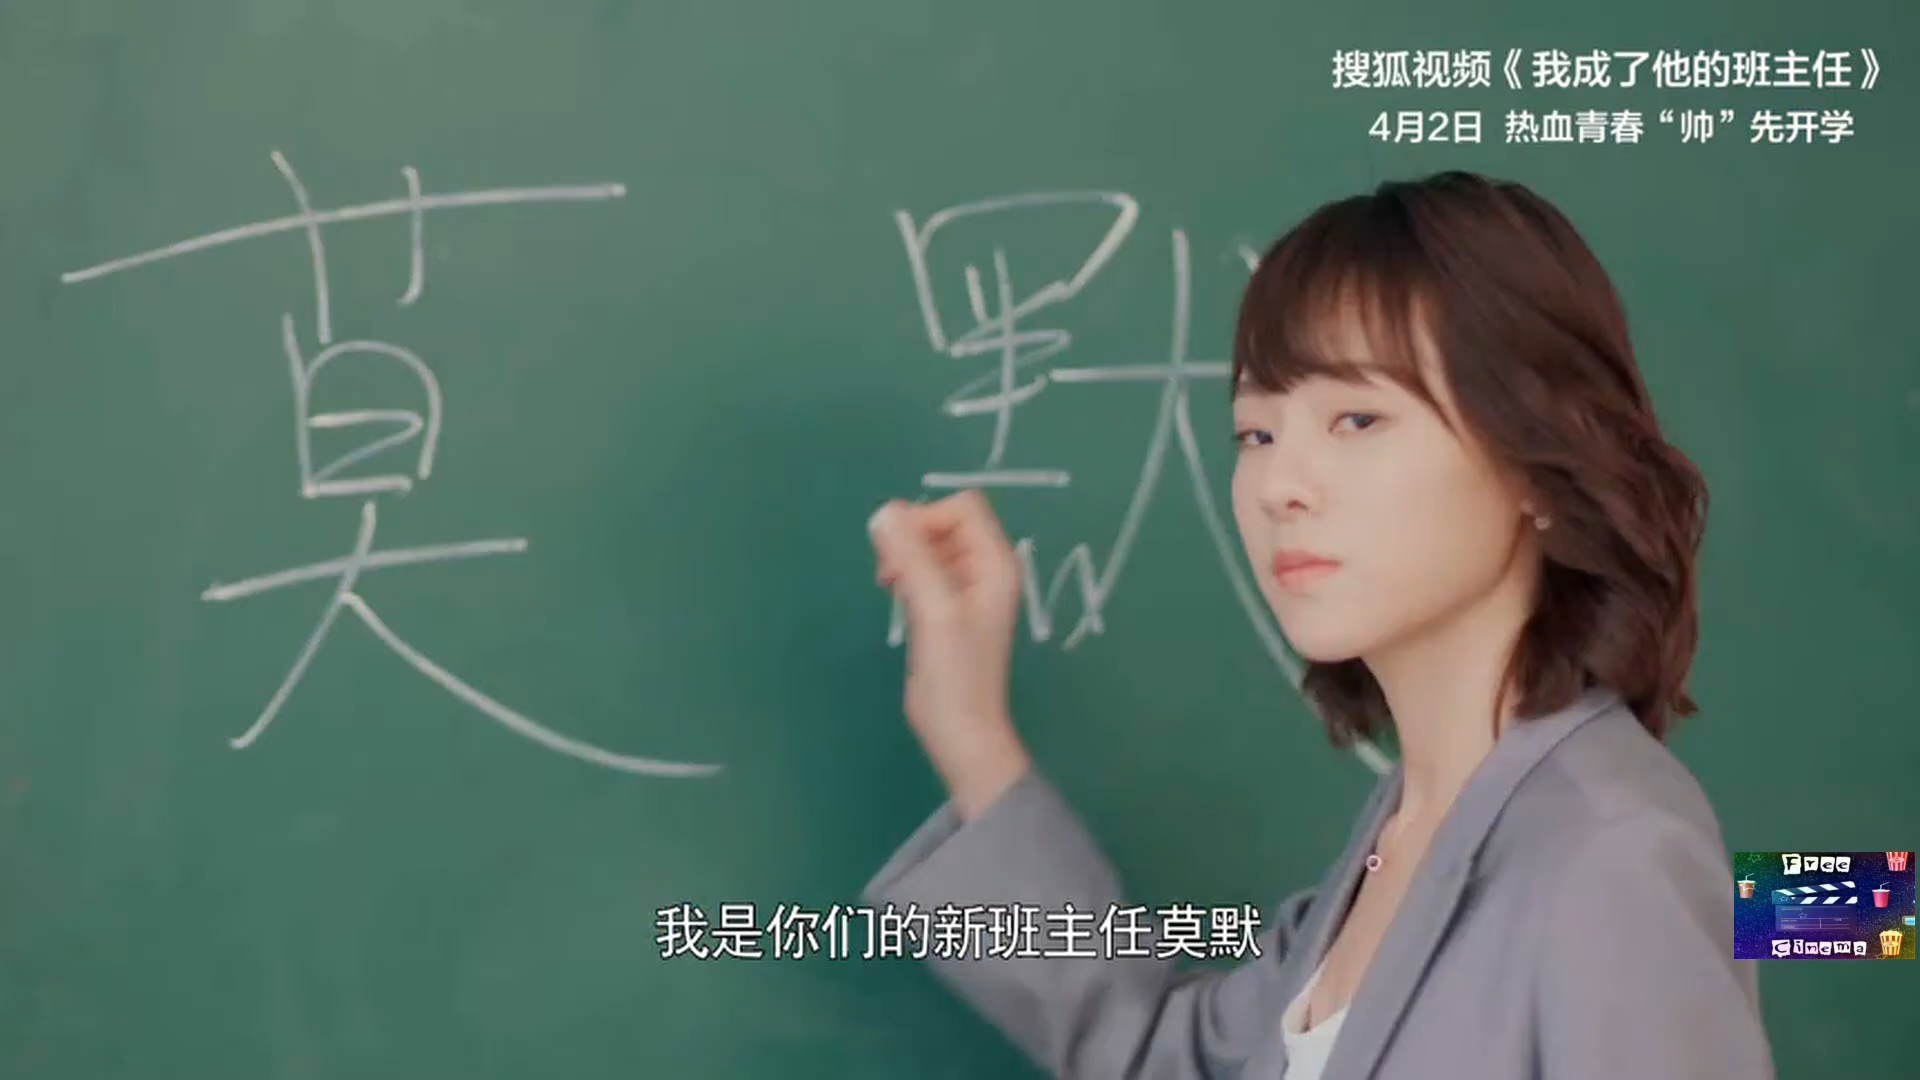 搜狐视频《我成了他的班主任》
4月2日 热血青春“帅”先开学
莫默
我是你们的新班主任莫默
Free
Cinema